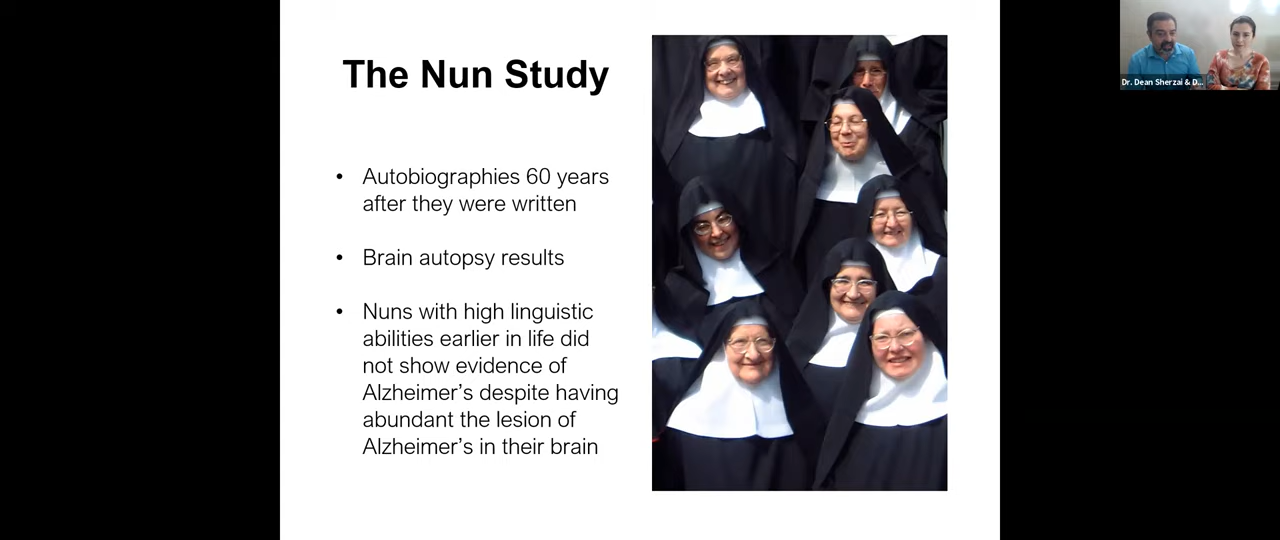 The Nun Study
• Autobiographies 60 years
after they were written
• Brain autopsy results
• Nuns with high linguistic
abilities earlier in life did
not show evidence of
Alzheimer's despite having
abundant the lesion of
Alzheimer's in their brain
Dr. Dean Sherzai & D...